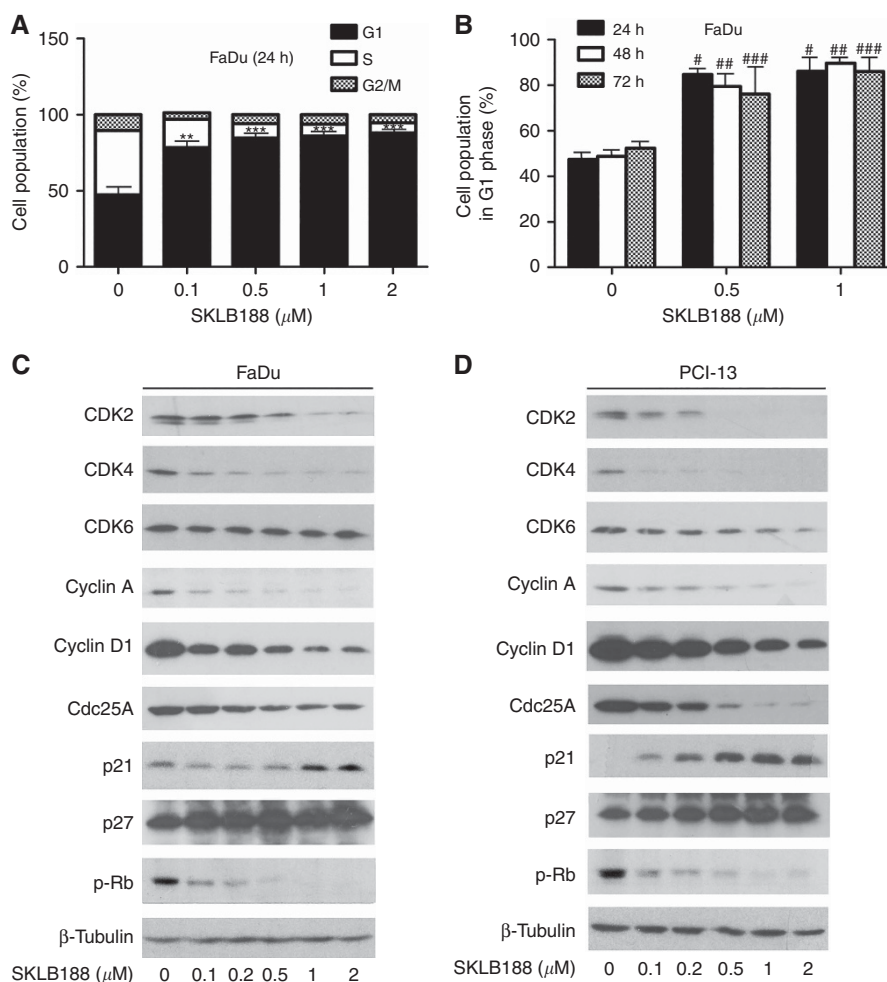 A
150
100
50
0
Cell population (%)
FaDu (24 h)
G1
S
G2/M
** *** *** ***
0 0.1 0.5 1 2
SKLB188 (μM)
B
100
80
60
40
20
0
Cell population
in G1 phase (%)
24 h
48 h
72 h
FaDu
# ## ### # ## ###
0 0.5 1
SKLB188 (μM)
C
FaDu
CDK2
CDK4
CDK6
Cyclin A
Cyclin D1
Cdc25A
p21
p27
p-Rb
β-Tubulin
SKLB188 (μM) 0 0.1 0.2 0.5 1 2
D
PCI-13
CDK2
CDK4
CDK6
Cyclin A
Cyclin D1
Cdc25A
p21
p27
p-Rb
β-Tubulin
SKLB188 (μM) 0 0.1 0.2 0.5 1 2